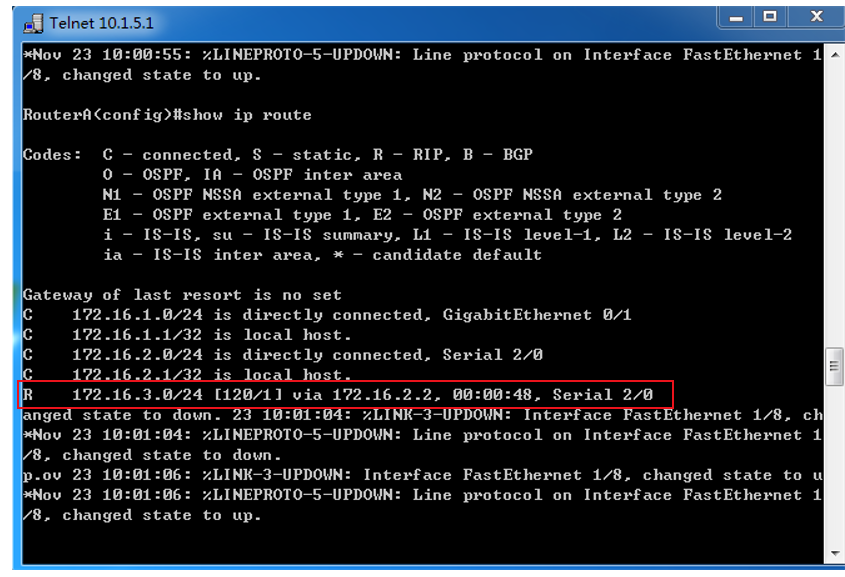 Telnet 10.1.5.1
*Nov 23 10:00:55: %LINEPROTO-5-UPDOWN: Line protocol on Interface FastEthernet 1
/8, changed state to up.
RouterA(config)#show ip route
Codes:  C - connected, S - static, R - RIP, B - BGP
        O - OSPF, IA - OSPF inter area
        N1 - OSPF NSSA external type 1, N2 - OSPF NSSA external type 2
        E1 - OSPF external type 1, E2 - OSPF external type 2
        i - IS-IS, su - IS-IS summary, L1 - IS-IS level-1, L2 - IS-IS level-2
        ia - IS-IS inter area, * - candidate default
Gateway of last resort is no set
C    172.16.1.0/24 is directly connected, GigabitEthernet 0/1
C    172.16.1.1/32 is local host.
C    172.16.2.0/24 is directly connected, Serial 2/0
C    172.16.2.1/32 is local host.
R    172.16.3.0/24 [120/1] via 172.16.2.2, 00:00:48, Serial 2/0
anged state to down. 23 10:01:04: %LINK-3-UPDOWN: Interface FastEthernet 1/8, ch
*Nov 23 10:01:04: %LINEPROTO-5-UPDOWN: Line protocol on Interface FastEthernet 1
/8, changed state to down.
p.ov 23 10:01:06: %LINK-3-UPDOWN: Interface FastEthernet 1/8, changed state to u
*Nov 23 10:01:06: %LINEPROTO-5-UPDOWN: Line protocol on Interface FastEthernet 1
/8, changed state to up.